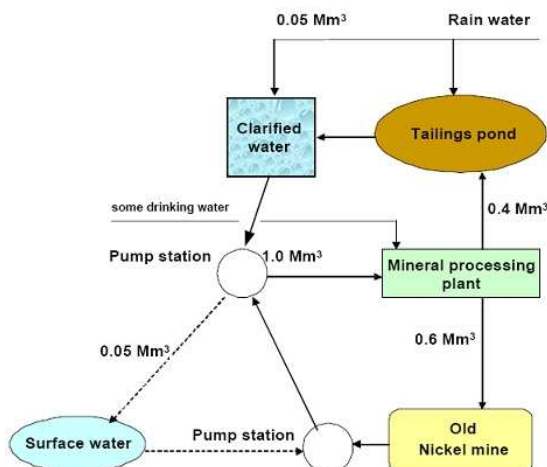 0.05 Mm³
Rain water
Clarified
water
Tailings pond
some drinking water
0.4 Mm³
Pump station
1.0 Mm³
Mineral processing
plant
0.05 Mm³
0.6 Mm³
Surface water
Pump station
Old
Nickel mine